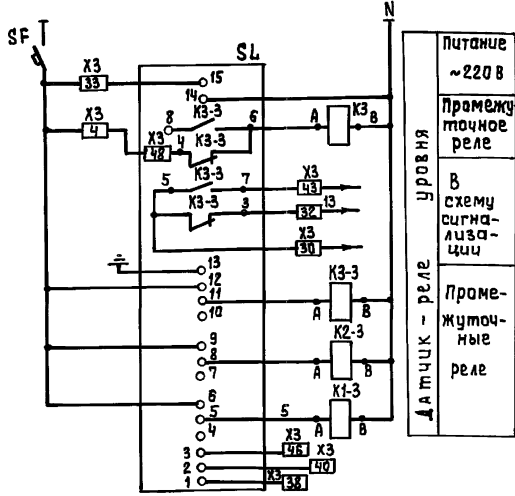 N
SF
SL
X3
33
15
14
X3
4
8
K3-3
6
A
K3
B
X3
48
4
K3-3
K3-3
5
7
X3
43
K3-3
3
32
13
X3
30
13
12
11
10
K3-3
A
B
9
8
7
K2-3
A
B
6
5
4
5
K1-3
A
B
3
X3
46
2
X3
40
1
X3
38
Датчик - реле уровня
Питание
~220 В
Промежу
точное
реле
В
схему
сигна-
лиза-
ции
Проме-
жуточ-
ные
реле